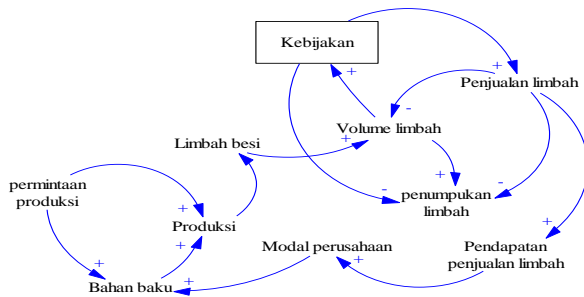 Kebijakan
+
+
Penjualan limbah
-
Volume limbah
+
Limbah besi
+
permintaan
produksi
-
+
-
penumpukan
limbah
+
Produksi
+
+
Modal perusahaan
+
Pendapatan
penjualan limbah
+
+
+
Bahan baku